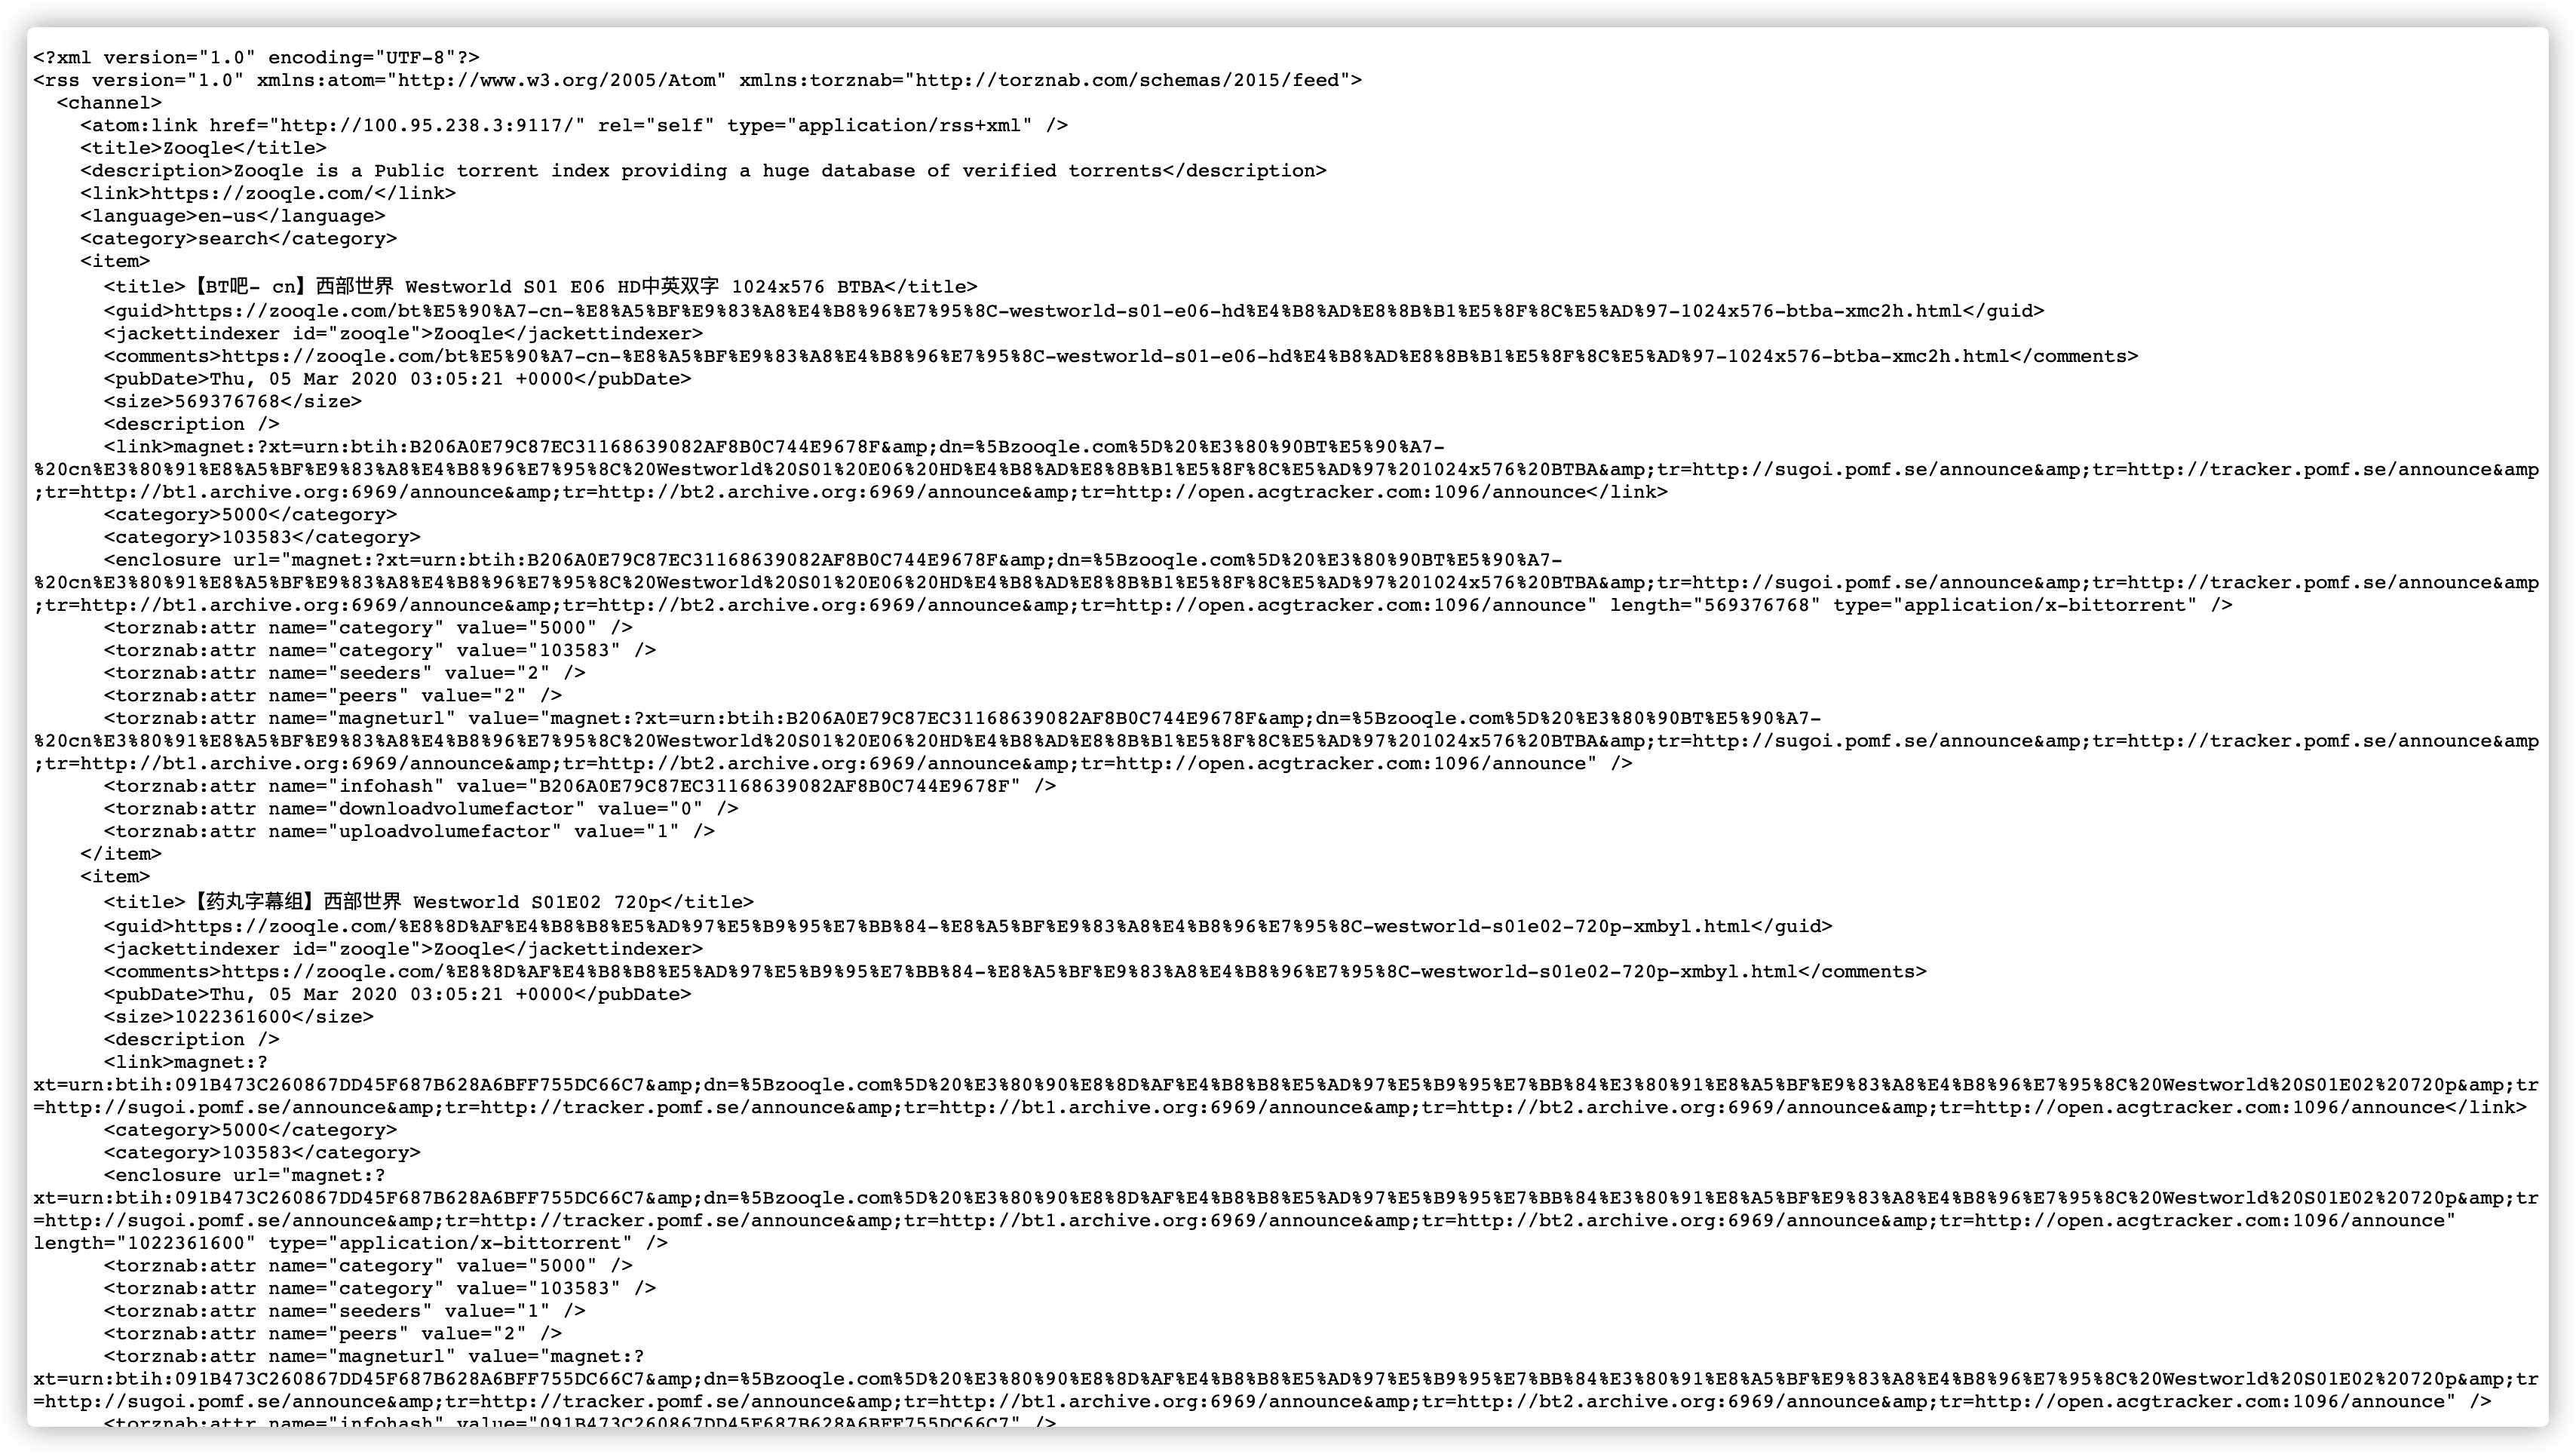 <?xml version="1.0" encoding="UTF-8"?>
<rss version="1.0" xmlns:atom="http://www.w3.org/2005/Atom" xmlns:torznab="http://torznab.com/schemas/2015/feed">
  <channel>
    <atom:link href="http://100.95.238.3:9117/" rel="self" type="application/rss+xml" />
    <title>Zooqle</title>
    <description>Zooqle is a Public torrent index providing a huge database of verified torrents</description>
    <link>https://zooqle.com/</link>
    <language>en-us</language>
    <category>search</category>
    <item>
      <title>【BT吧- cn】西部世界 Westworld S01 E06 HD中英双字 1024x576 BTBA</title>
      <guid>https://zooqle.com/bt%E5%90%A7-cn-%E8%A5%BF%E9%83%A8%E4%B8%96%E7%95%8C-westworld-s01-e06-hd%E4%B8%AD%E8%8B%B1%E5%8F%8C%E5%AD%97-1024x576-btba-xmc2h.html</guid>
      <jackettindexer id="zooqle">Zooqle</jackettindexer>
      <comments>https://zooqle.com/bt%E5%90%A7-cn-%E8%A5%BF%E9%83%A8%E4%B8%96%E7%95%8C-westworld-s01-e06-hd%E4%B8%AD%E8%8B%B1%E5%8F%8C%E5%AD%97-1024x576-btba-xmc2h.html</comments>
      <pubDate>Thu, 05 Mar 2020 03:05:21 +0000</pubDate>
      <size>569376768</size>
      <description />
      <link>magnet:?xt=urn:btih:B206A0E79C87EC31168639082AF8B0C744E9678F&amp;dn=%5Bzooqle.com%5D%20%E3%80%90BT%E5%90%A7-
%20cn%E3%80%91%E8%A5%BF%E9%83%A8%E4%B8%96%E7%95%8C%20Westworld%20S01%20E06%20HD%E4%B8%AD%E8%8B%B1%E5%8F%8C%E5%AD%97%201024x576%20BTBA&amp;tr=http://sugoi.pomf.se/announce&amp;tr=http://tracker.pomf.se/announce&amp
;tr=http://bt1.archive.org:6969/announce&amp;tr=http://bt2.archive.org:6969/announce&amp;tr=http://open.acgtracker.com:1096/announce</link>
      <category>5000</category>
      <category>103583</category>
      <enclosure url="magnet:?xt=urn:btih:B206A0E79C87EC31168639082AF8B0C744E9678F&amp;dn=%5Bzooqle.com%5D%20%E3%80%90BT%E5%90%A7-
%20cn%E3%80%91%E8%A5%BF%E9%83%A8%E4%B8%96%E7%95%8C%20Westworld%20S01%20E06%20HD%E4%B8%AD%E8%8B%B1%E5%8F%8C%E5%AD%97%201024x576%20BTBA&amp;tr=http://sugoi.pomf.se/announce&amp;tr=http://tracker.pomf.se/announce&amp
;tr=http://bt1.archive.org:6969/announce&amp;tr=http://bt2.archive.org:6969/announce&amp;tr=http://open.acgtracker.com:1096/announce" length="569376768" type="application/x-bittorrent" />
      <torznab:attr name="category" value="5000" />
      <torznab:attr name="category" value="103583" />
      <torznab:attr name="seeders" value="2" />
      <torznab:attr name="peers" value="2" />
      <torznab:attr name="magneturl" value="magnet:?xt=urn:btih:B206A0E79C87EC31168639082AF8B0C744E9678F&amp;dn=%5Bzooqle.com%5D%20%E3%80%90BT%E5%90%A7-
%20cn%E3%80%91%E8%A5%BF%E9%83%A8%E4%B8%96%E7%95%8C%20Westworld%20S01%20E06%20HD%E4%B8%AD%E8%8B%B1%E5%8F%8C%E5%AD%97%201024x576%20BTBA&amp;tr=http://sugoi.pomf.se/announce&amp;tr=http://tracker.pomf.se/announce&amp
;tr=http://bt1.archive.org:6969/announce&amp;tr=http://bt2.archive.org:6969/announce&amp;tr=http://open.acgtracker.com:1096/announce" />
      <torznab:attr name="infohash" value="B206A0E79C87EC31168639082AF8B0C744E9678F" />
      <torznab:attr name="downloadvolumefactor" value="0" />
      <torznab:attr name="uploadvolumefactor" value="1" />
    </item>
    <item>
      <title>【药丸字幕组】西部世界 Westworld S01E02 720p</title>
      <guid>https://zooqle.com/%E8%8D%AF%E4%B8%B8%E5%AD%97%E5%B9%95%E7%BB%84-%E8%A5%BF%E9%83%A8%E4%B8%96%E7%95%8C-westworld-s01e02-720p-xmbyl.html</guid>
      <jackettindexer id="zooqle">Zooqle</jackettindexer>
      <comments>https://zooqle.com/%E8%8D%AF%E4%B8%B8%E5%AD%97%E5%B9%95%E7%BB%84-%E8%A5%BF%E9%83%A8%E4%B8%96%E7%95%8C-westworld-s01e02-720p-xmbyl.html</comments>
      <pubDate>Thu, 05 Mar 2020 03:05:21 +0000</pubDate>
      <size>1022361600</size>
      <description />
      <link>magnet:?
xt=urn:btih:091B473C260867DD45F687B628A6BFF755DC66C7&amp;dn=%5Bzooqle.com%5D%20%E3%80%90%E8%8D%AF%E4%B8%B8%E5%AD%97%E5%B9%95%E7%BB%84%E3%80%91%E8%A5%BF%E9%83%A8%E4%B8%96%E7%95%8C%20Westworld%20S01E02%20720p&amp;tr
=http://sugoi.pomf.se/announce&amp;tr=http://tracker.pomf.se/announce&amp;tr=http://bt1.archive.org:6969/announce&amp;tr=http://bt2.archive.org:6969/announce&amp;tr=http://open.acgtracker.com:1096/announce</link>
      <category>5000</category>
      <category>103583</category>
      <enclosure url="magnet:?
xt=urn:btih:091B473C260867DD45F687B628A6BFF755DC66C7&amp;dn=%5Bzooqle.com%5D%20%E3%80%90%E8%8D%AF%E4%B8%B8%E5%AD%97%E5%B9%95%E7%BB%84%E3%80%91%E8%A5%BF%E9%83%A8%E4%B8%96%E7%95%8C%20Westworld%20S01E02%20720p&amp;tr
=http://sugoi.pomf.se/announce&amp;tr=http://tracker.pomf.se/announce&amp;tr=http://bt1.archive.org:6969/announce&amp;tr=http://bt2.archive.org:6969/announce&amp;tr=http://open.acgtracker.com:1096/announce"
length="1022361600" type="application/x-bittorrent" />
      <torznab:attr name="category" value="5000" />
      <torznab:attr name="category" value="103583" />
      <torznab:attr name="seeders" value="1" />
      <torznab:attr name="peers" value="2" />
      <torznab:attr name="magneturl" value="magnet:?
xt=urn:btih:091B473C260867DD45F687B628A6BFF755DC66C7&amp;dn=%5Bzooqle.com%5D%20%E3%80%90%E8%8D%AF%E4%B8%B8%E5%AD%97%E5%B9%95%E7%BB%84%E3%80%91%E8%A5%BF%E9%83%A8%E4%B8%96%E7%95%8C%20Westworld%20S01E02%20720p&amp;tr
=http://sugoi.pomf.se/announce&amp;tr=http://tracker.pomf.se/announce&amp;tr=http://bt1.archive.org:6969/announce&amp;tr=http://bt2.archive.org:6969/announce&amp;tr=http://open.acgtracker.com:1096/announce" />
      <torznab:attr name="infohash" value="091B473C260867DD45F687B628A6BFF755DC66C7" />